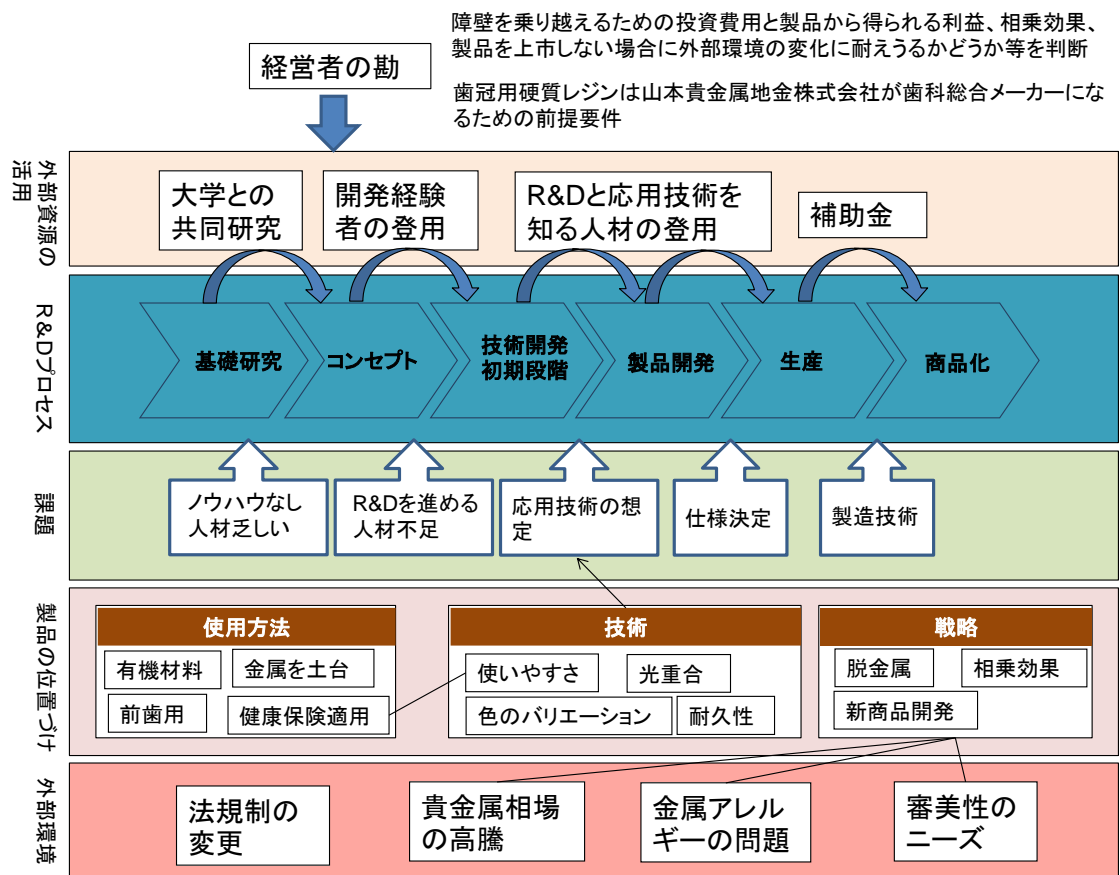 障壁を乗り越えるための投資費用と製品から得られる利益、相乗効果、
製品を上市しない場合に外部環境の変化に耐えうるかどうか等を判断
経営者の勘
歯冠用硬質レジンは山本貴金属地金株式会社が歯科総合メーカーにな
るための前提要件
外部資源の
活用
大学との
共同研究
開発経験
者の登用
R&Dと応用技術を
知る人材の登用
補助金
R&Dプロセス
基礎研究
コンセプト
技術開発
初期段階
製品開発
生産
商品化
課題
ノウハウなし
人材乏しい
R&Dを進める
人材不足
応用技術の想
定
仕様決定
製造技術
製品の位置づけ
使用方法
有機材料
金属を土台
前歯用
健康保険適用
技術
使いやすさ
光重合
色のバリエーション
耐久性
戦略
脱金属
相乗効果
新商品開発
外部環境
法規制の
変更
貴金属相場
の高騰
金属アレル
ギーの問題
審美性の
ニーズ